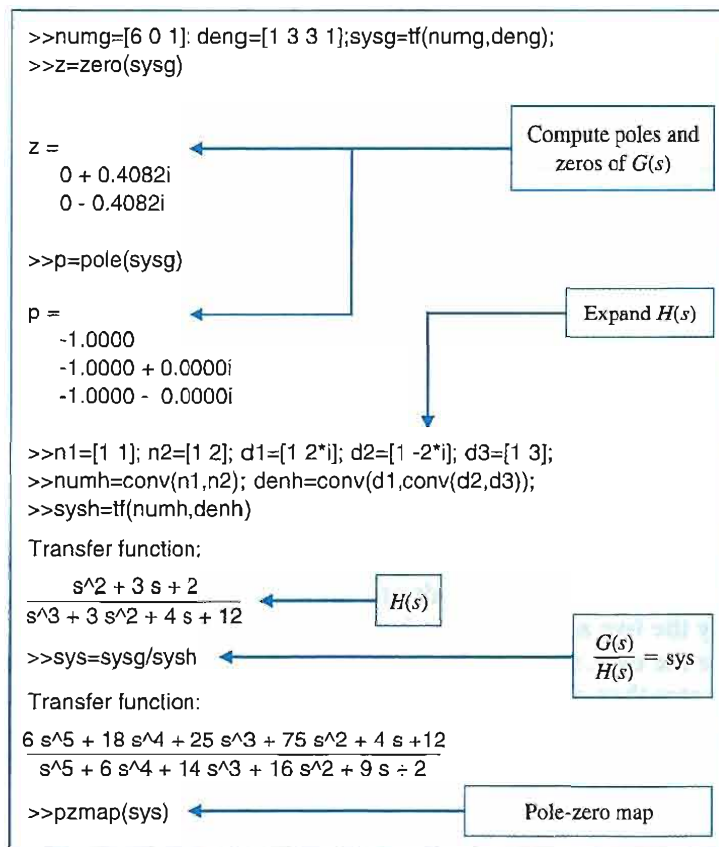 >>numg=[6 0 1]: deng=[1 3 3 1};sysg=tf(numg,deng);
>>z=zero(sysg)
Compute poles and
zeros of G(s)
z =
0 + 0.4082i
0 - 0.4082i
>>p=pole(sysg)
p =
-1.0000
-1.0000 + 0.0000i
-1.0000 - 0.0000i
Expand H(s)
>>n1=[1 1]; n2=[1 2]; d1=[1 2*i]; d2=[1 -2*i]; d3=[1 3];
>>numh=conv(n1,n2); denh=conv(d1,conv(d2,d3));
>>sysh=tf(numh,denh)
Transfer function:
s^2 + 3 s + 2
s^3 + 3 s^2 + 4 s + 12
H(s)
>>sys=sysg/sysh
G(s)
H(s)
= sys
Transfer function:
6 s^5 + 18 s^4 + 25 s^3 + 75 s^2 + 4 s +12
s^5 + 6 s^4 + 14 s^3 + 16 s^2 + 9 s ÷ 2
>>pzmap(sys)
Pole-zero map